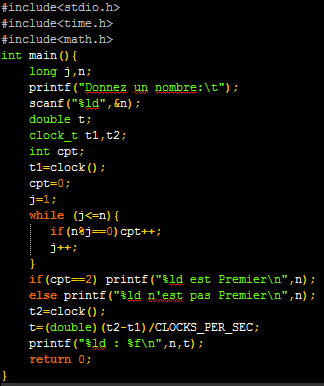 #include<stdio.h>
#include<time.h>
#include<math.h>
int main(){
long j,n;
printf("Donnez un nombre:\t");
scanf("%ld",&n);
double t;
clock_t t1,t2;
int cpt;
t1=clock();
cpt=0;
j=1;
while (j<=n){
if(n%j==0)cpt++;
j++;
}
if(cpt==2) printf("%ld est Premier\n",n);
else printf("%ld n'est pas Premier\n",n);
t2=clock();
t=(double)(t2-t1)/CLOCKS_PER_SEC;
printf("%ld : %f\n",n,t);
return 0;
}